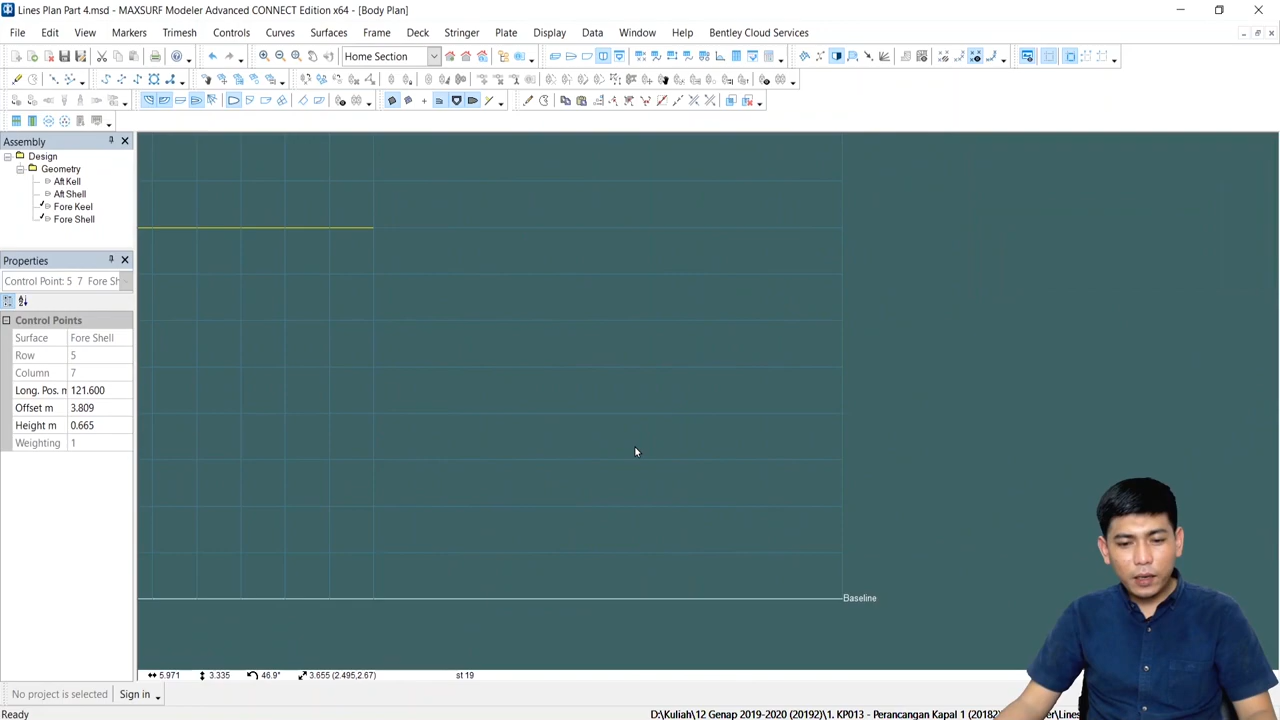 Lines Plan Part 4.msd - MAXSURF Modeler Advanced CONNECT Edition x64 - [Body Plan]
File Edit View Markers Trimesh Controls Curves Surfaces Frame Deck Stringer Plate Display Data Window Help Bentley Cloud Services
Home Section
Assembly
Design
Geometry
Aft Kell
Aft Shell
Fore Keel
Fore Shell
Properties
Control Point: 5 7 Fore Sh
Control Points
Surface Fore Shell
Row 5
Column 7
Long. Pos. m 121.600
Offset m 3.809
Height m 0.665
Weighting 1
Baseline
5.971 3.335 46.9° 3.655 (2.495,2.67) st 19
No project is selected Sign in
Ready D:\Kuliah\12 Genap 2019-2020 (20192)\1. KP013 - Perancangan Kapal 1 (20182)